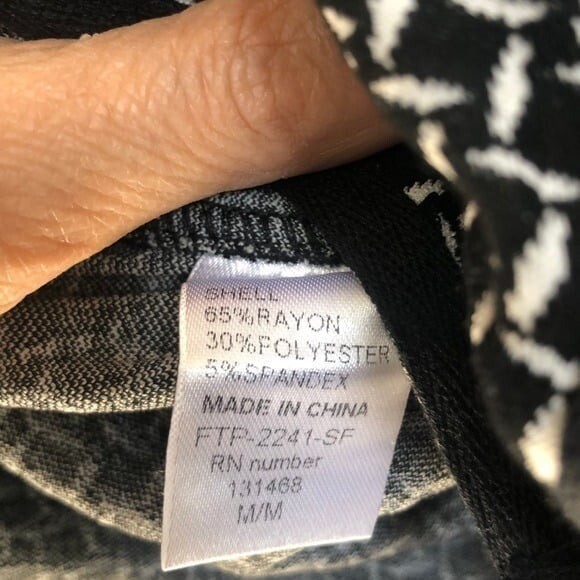 SHELL
65%RAYON
30%POLYESTER
5%SPANDEX
MADE IN CHINA
FTP-2241-SF
RN number
131468
M/M